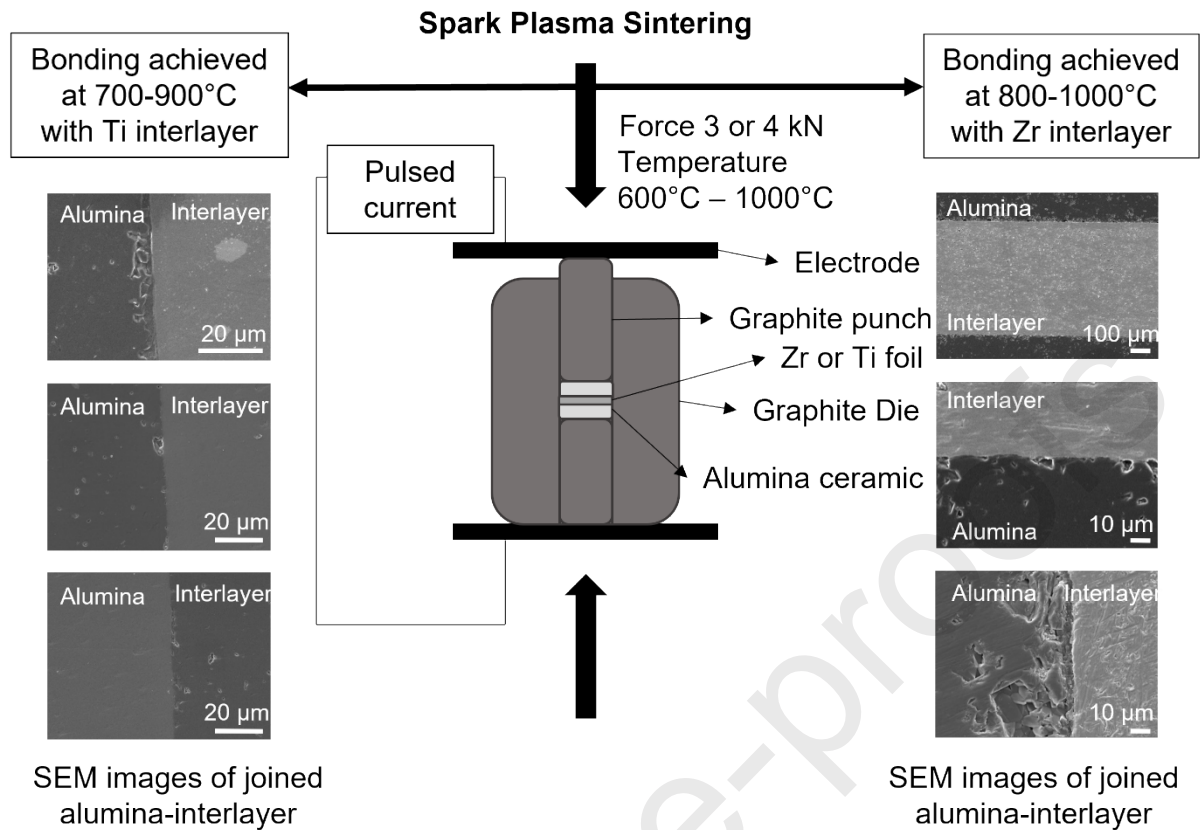 Spark Plasma Sintering
Bonding achieved
at 700-900°C
with Ti interlayer
Bonding achieved
at 800-1000°C
with Zr interlayer
Force 3 or 4 kN
Temperature
600°C – 1000°C
Pulsed
current
Electrode
Graphite punch
Zr or Ti foil
Graphite Die
Alumina ceramic
Alumina Interlayer
20 µm
Alumina Interlayer
20 µm
Alumina Interlayer
20 µm
SEM images of joined
alumina-interlayer
Alumina
Interlayer
100 µm
Interlayer
Alumina
10 µm
Alumina Interlayer
10 µm
SEM images of joined
alumina-interlayer